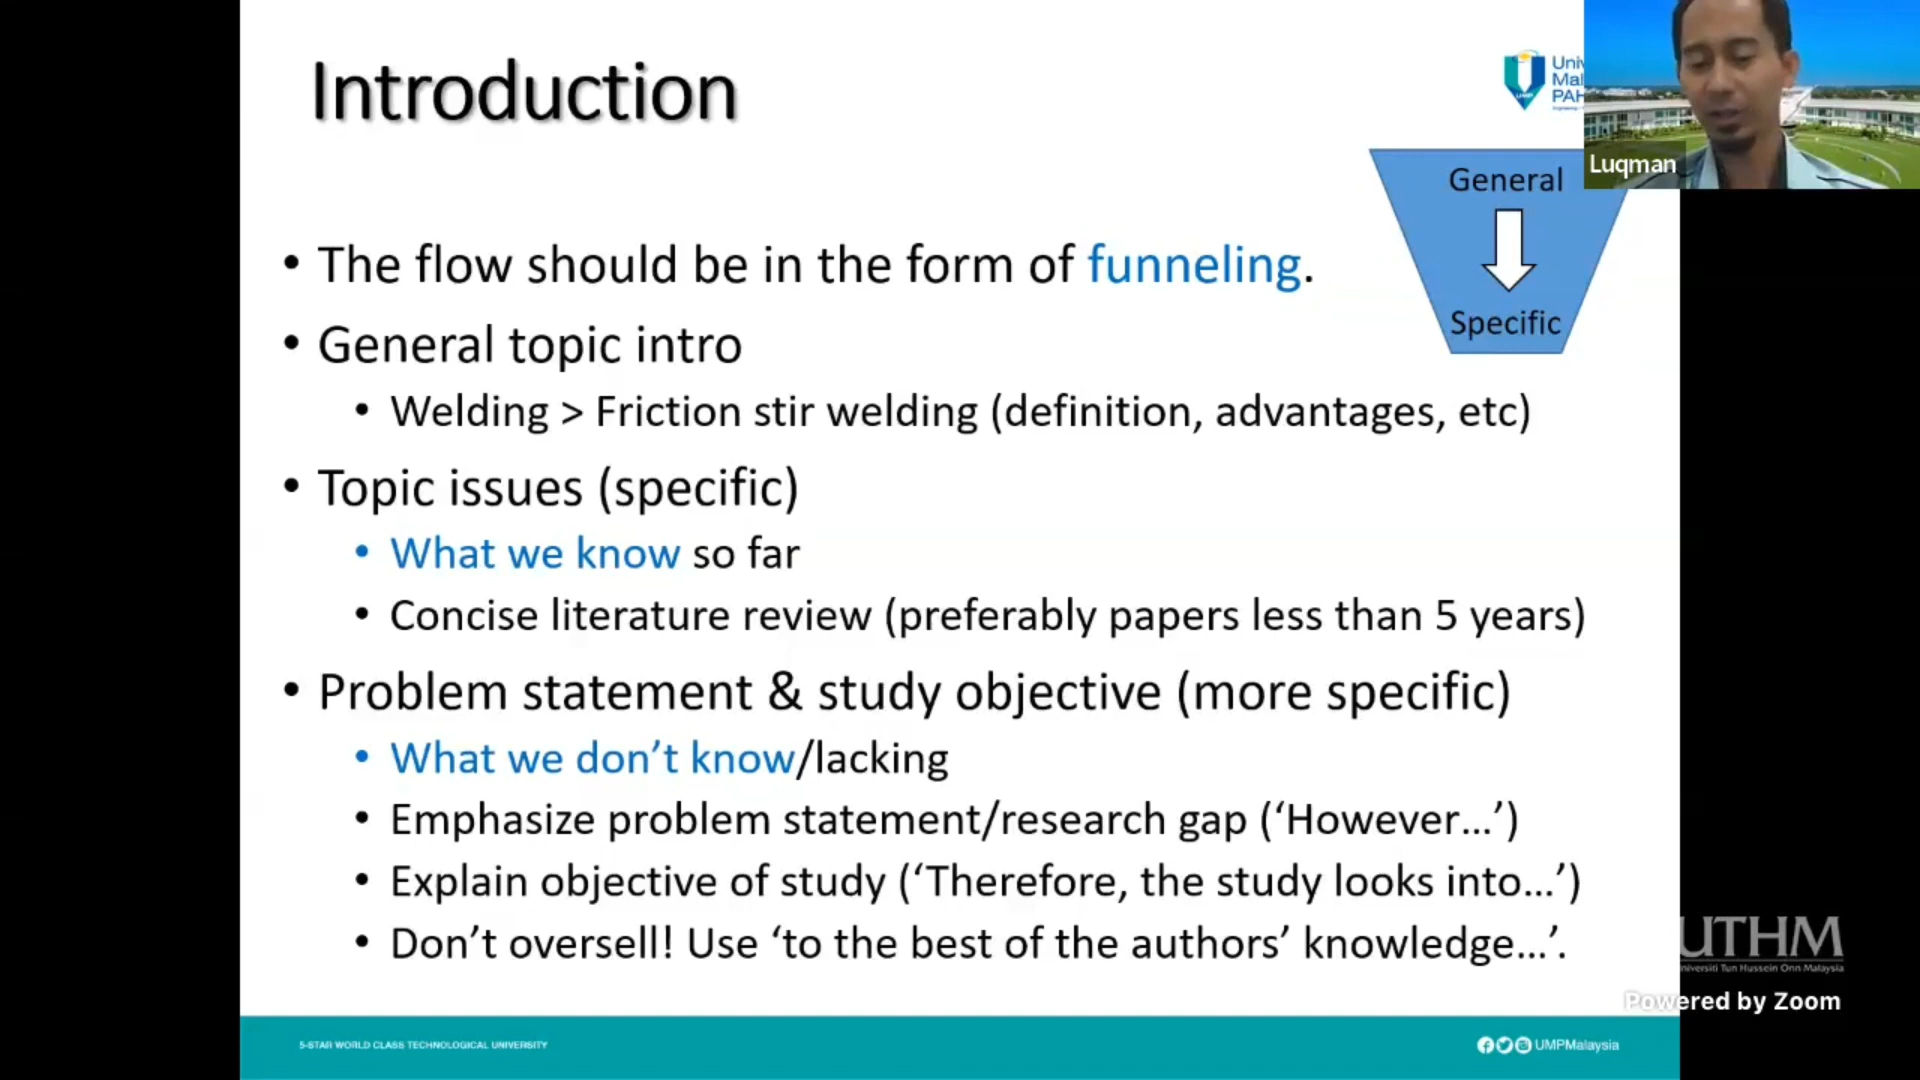 Introduction
Luqman
General
Specific
• The flow should be in the form of funneling.
• General topic intro
• Welding > Friction stir welding (definition, advantages, etc)
• Topic issues (specific)
• What we know so far
• Concise literature review (preferably papers less than 5 years)
• Problem statement & study objective (more specific)
• What we don’t know/lacking
• Emphasize problem statement/research gap (‘However...’)
• Explain objective of study (‘Therefore, the study looks into...’)
• Don’t oversell! Use ‘to the best of the authors’ knowledge...’.
UTHM
Universiti Tun Hussein Onn Malaysia
Powered by Zoom
5-STAR WORLD CLASS TECHNOLOGICAL UNIVERSITY
UMPMalaysia